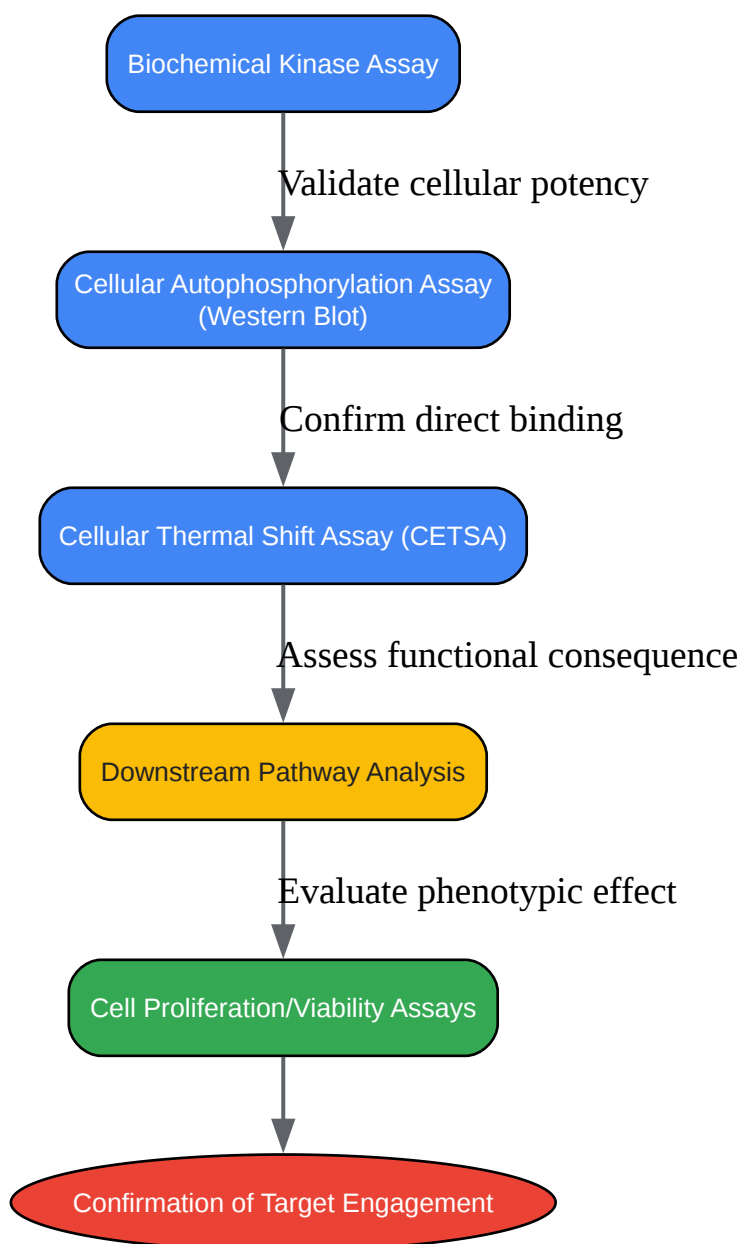 Biochemical Kinase Assay
Validate cellular potency
Cellular Autophosphorylation Assay
(Western Blot)
Confirm direct binding
Cellular Thermal Shift Assay (CETSA)
Assess functional consequence
Downstream Pathway Analysis
Evaluate phenotypic effect
Cell Proliferation/Viability Assays
Confirmation of Target Engagement